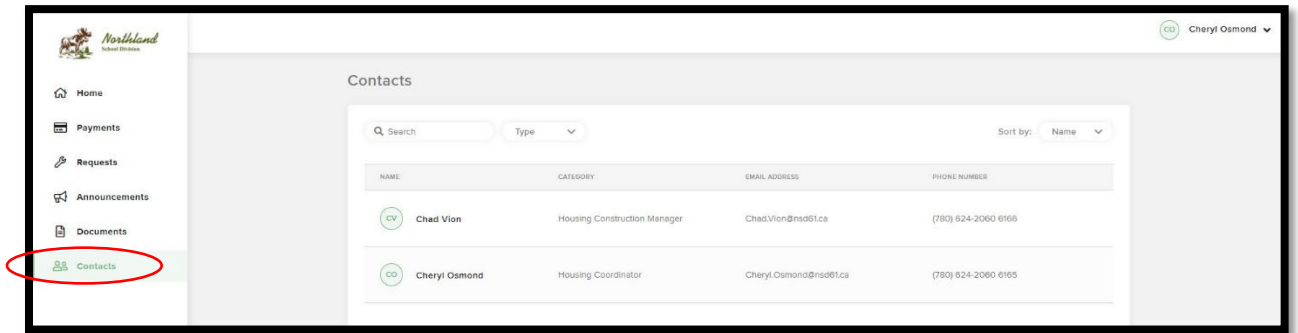 Northland
School Division
Cheryl Osmond
CO
Home
Payments
Requests
Announcements
Documents
Contacts
Contacts
Search Type Sort by: Name
NAME CATEGORY EMAIL ADDRESS PHONE NUMBER
CV Chad Vion Housing Construction Manager Chad.Vion@nsd61.ca (780) 624-2060 6166
CO Cheryl Osmond Housing Coordinator Cheryl.Osmond@nsd61.ca (780) 624-2060 6165